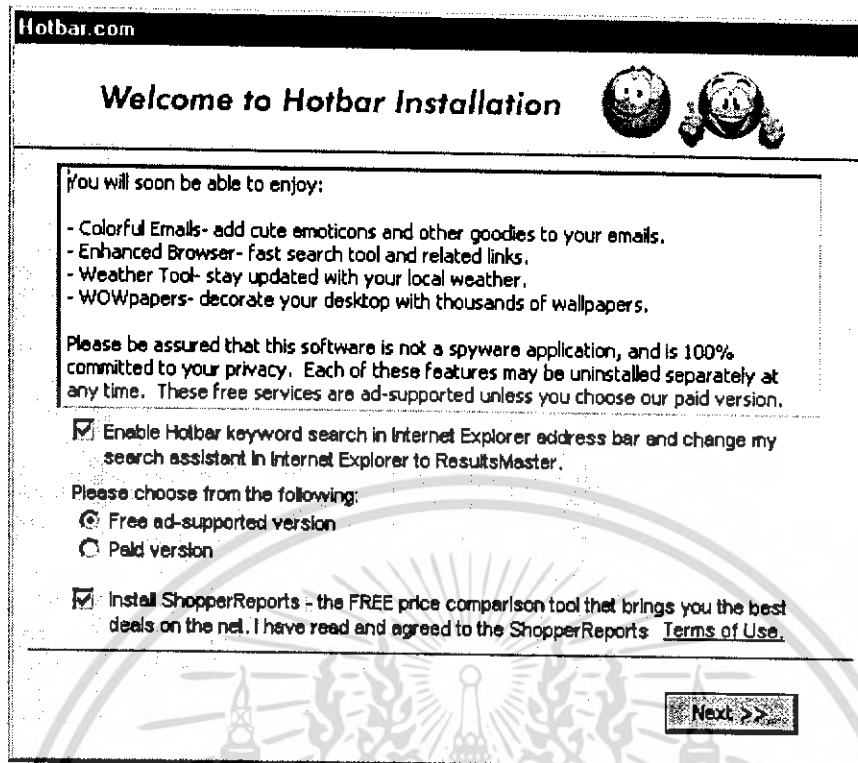 Hotbar.com
Welcome to Hotbar Installation
You will soon be able to enjoy:
- Colorful Emails- add cute emoticons and other goodies to your emails.
- Enhanced Browser- fast search tool and related links.
- Weather Tool- stay updated with your local weather.
- WOWpapers- decorate your desktop with thousands of wallpapers.
Please be assured that this software is not a spyware application, and is 100%
committed to your privacy. Each of these features may be uninstalled separately at
any time. These free services are ad-supported unless you choose our paid version.
Enable Hotbar keyword search in Internet Explorer address bar and change my
search assistant in Internet Explorer to ResultsMaster.
Please choose from the following:
Free ad-supported version
Paid version
Install ShopperReports - the FREE price comparison tool that brings you the best
deals on the net. I have read and agreed to the ShopperReports Terms of Use.
Next >>